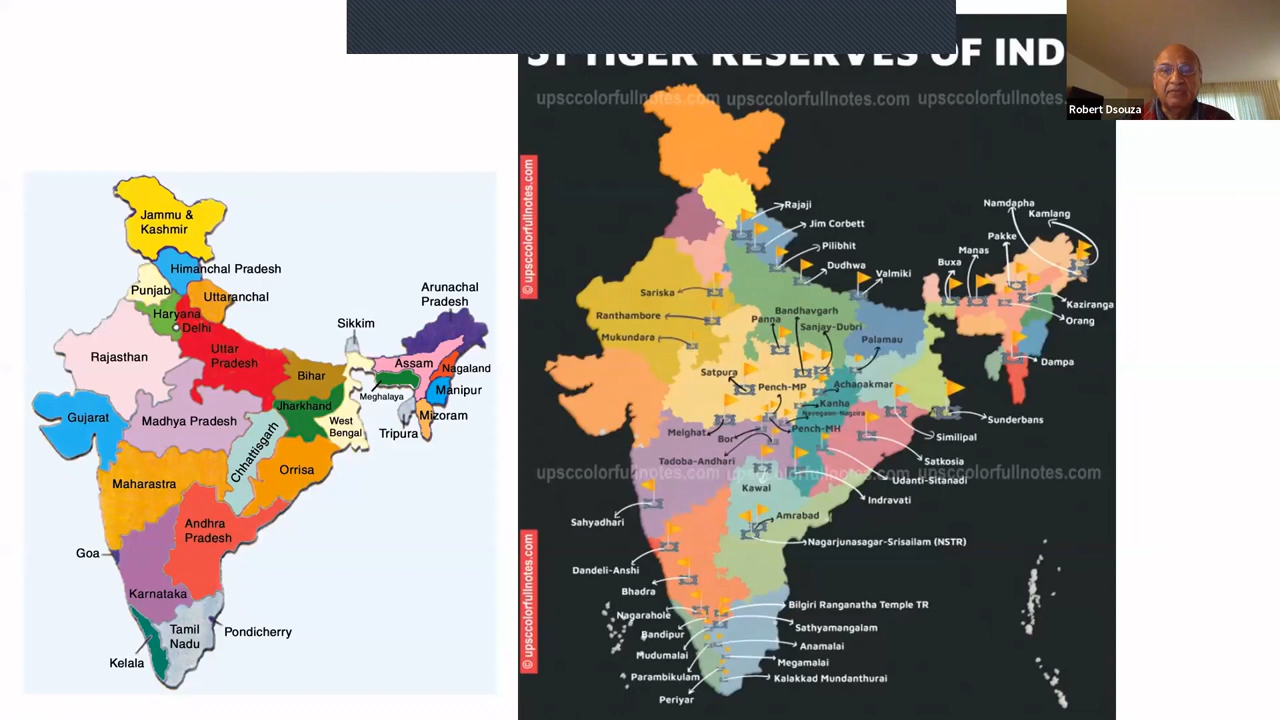 Jammu &
Kashmir
Himanchal Pradesh
Punjab
Uttaranchal
Haryana
Delhi
Arunachal
Pradesh
Sikkim
Rajasthan
Uttar
Pradesh
Assam
Nagaland
Bihar
Meghalaya
Manipur
Gujarat
Madhya Pradesh
Jharkhand
West
Bengal
Mizoram
Tripura
Chhattisgarh
Orrisa
Maharastra
Andhra
Pradesh
Goa
Karnataka
Pondicherry
Tamil
Nadu
Kelala
51 TIGER RESERVES OF IND
upsccolorfullnotes.com upsccolorfullnotes.com upsccolorfullnotes.
Robert Dsouza
© upsccolorfullnotes.com
Rajaji
Jim Corbett
Pilibhit
Dudhwa
Valmiki
Namdapha
Kamlang
Pakke
Manas
Buxa
Kaziranga
Orang
Dampa
Sariska
Ranthambore
Mukundara
Panna
Bandhavgarh
Sanjay-Dubri
Palamau
Satpura
Pench-MP
Achanakmar
Kanha
Navegaon-Nagzira
Pench-MH
Melghat
Bor
Tadoba-Andhari
Sunderbans
Similipal
Satkosia
upsccolorfullnotes.com upsccolorfullnotes.com upsccolorfullnotes.com
Udanti-Sitanadi
Indravati
Kawal
Amrabad
Nagarjunasagar-Srisailam (NSTR)
Sahyadhari
Dandeli-Anshi
Bhadra
© upsccolorfullnotes.com
Nagarahole
Bandipur
Mudumalai
Parambikulam
Periyar
Biligiri Ranganatha Temple TR
Sathyamangalam
Anamalai
Megamalai
Kalakkad Mundanthurai